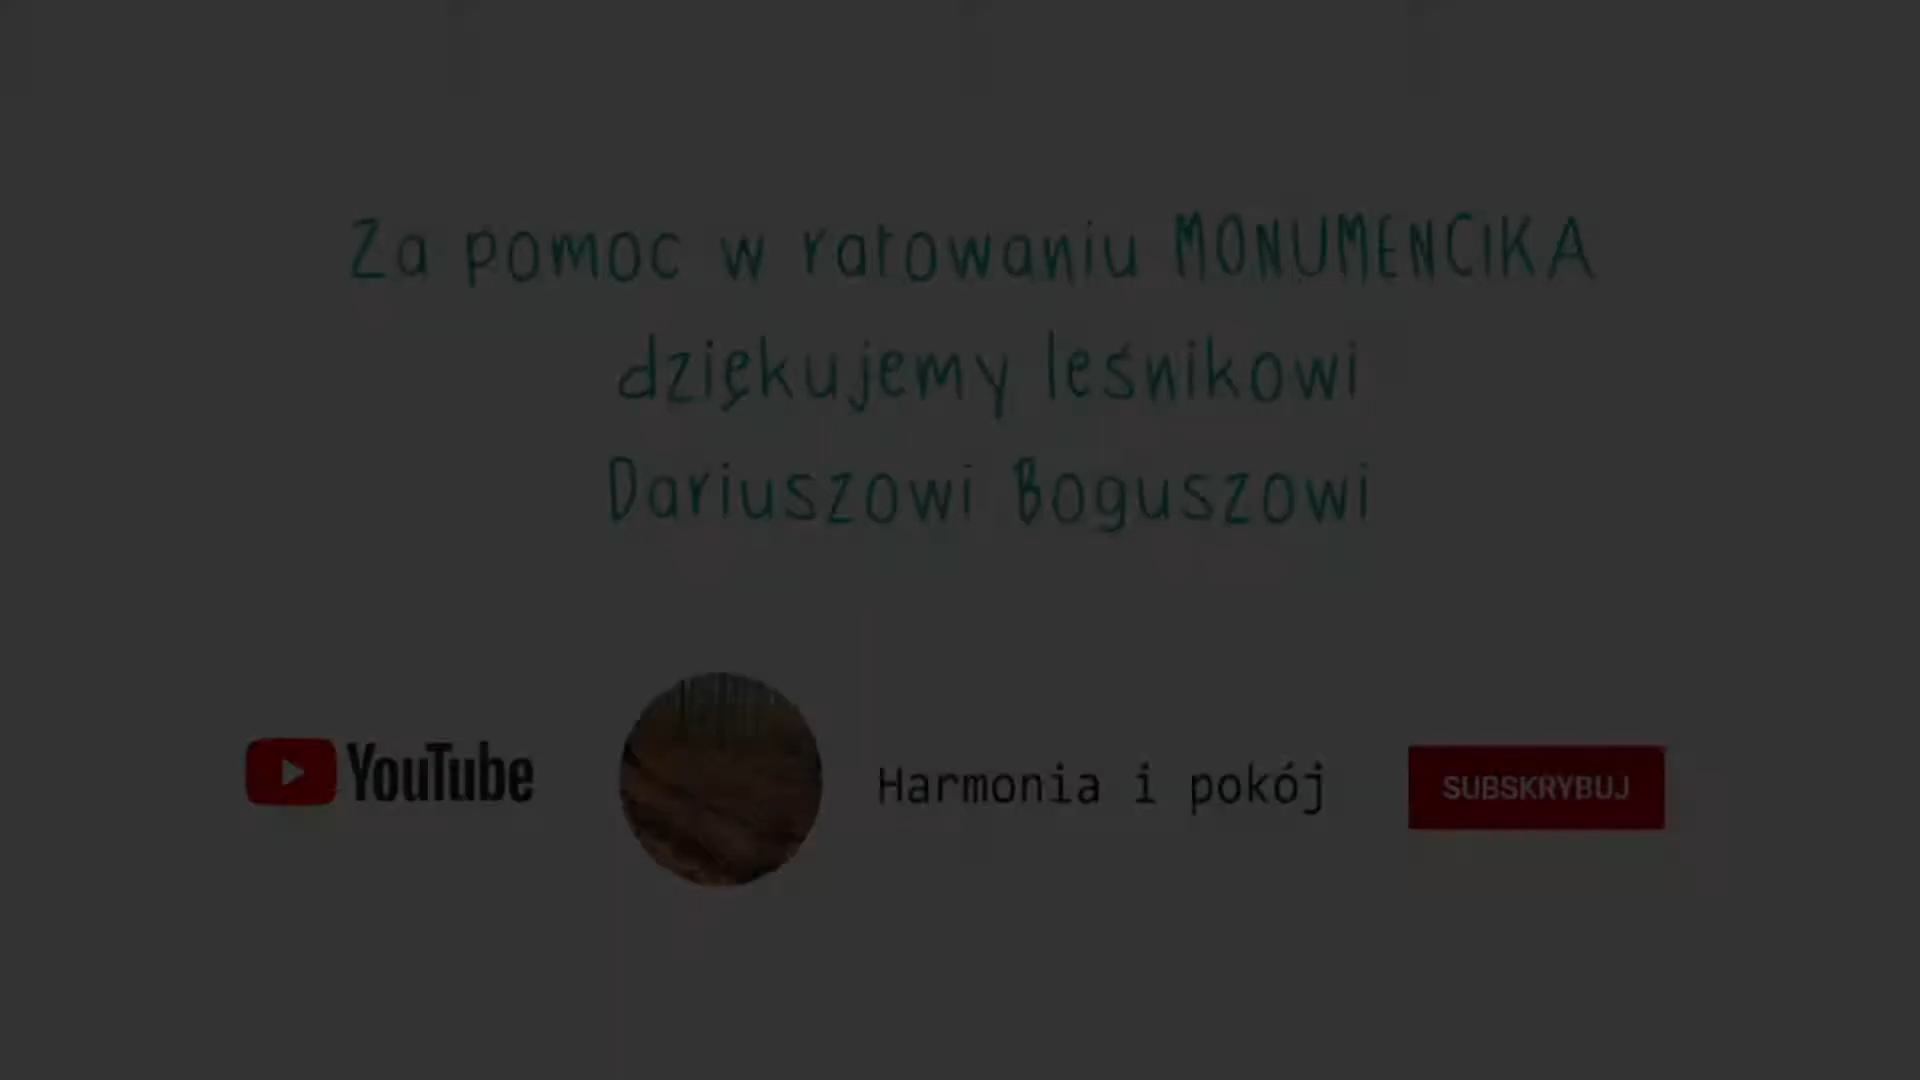 Za pomoc w ratowaniu MONUMENCIKA
dziękujemy leśnikowi
Dariuszowi Boguszowi
YouTube
Harmonia i pokój
SUBSKRYBUJ